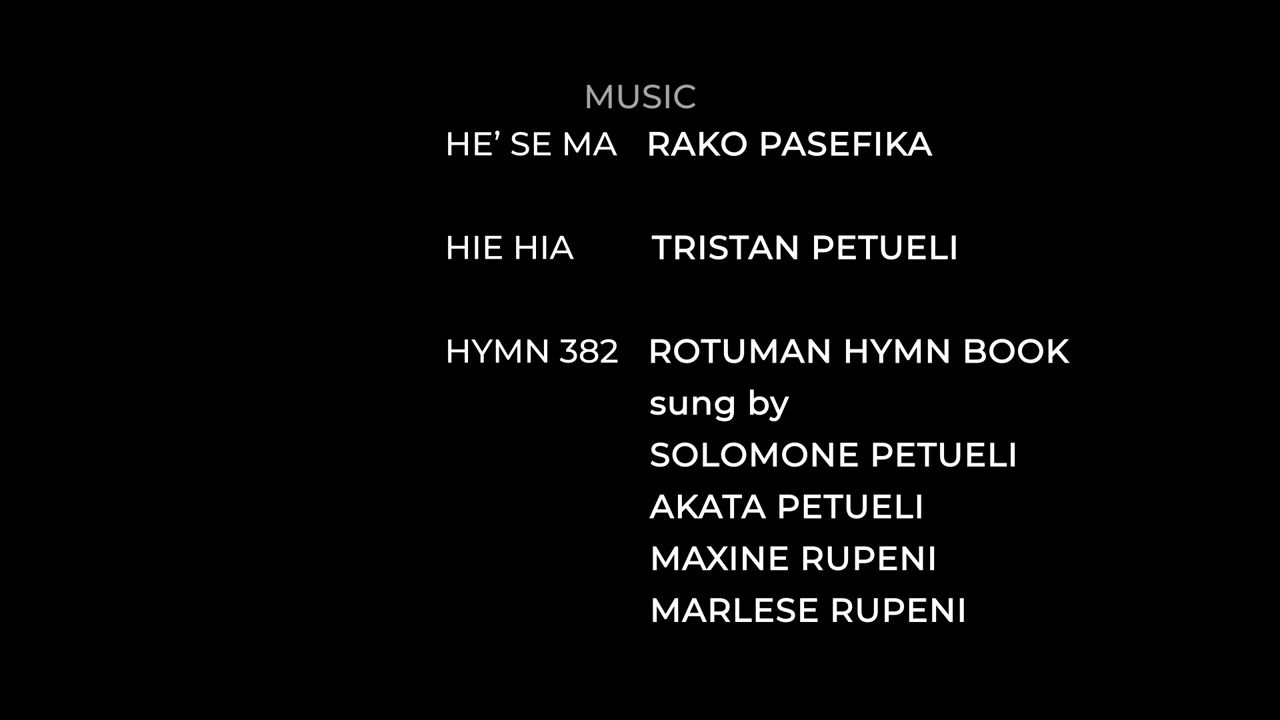 MUSIC
HE’ SE MA RAKO PASEFIKA
HIE HIA TRISTAN PETUELI
HYMN 382 ROTUMAN HYMN BOOK
sung by
SOLOMONE PETUELI
AKATA PETUELI
MAXINE RUPENI
MARLESE RUPENI